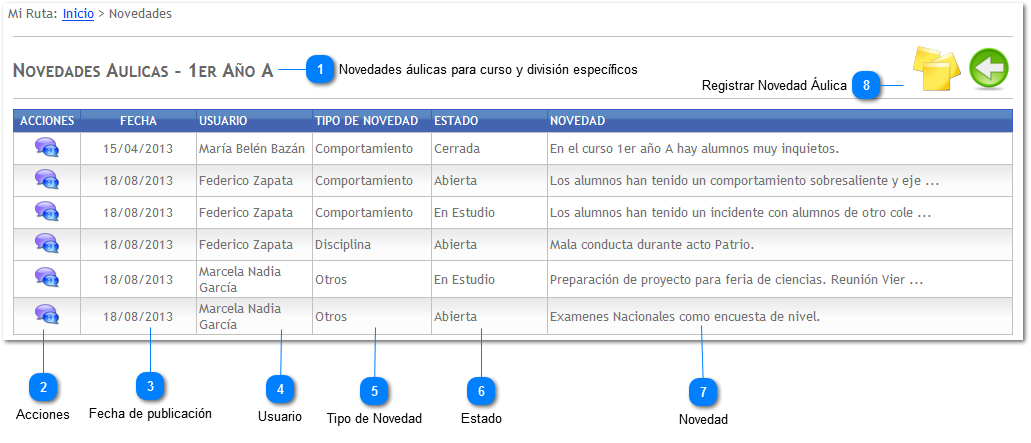 Mi Ruta: Inicio > Novedades
Novedades Aulicas - 1er Año A
1 Novedades áulicas para curso y división específicos
Registrar Novedad Áulica 8
ACCIONES FECHA USUARIO TIPO DE NOVEDAD ESTADO NOVEDAD
15/04/2013 María Belén Bazán Comportamiento Cerrada En el curso 1er año A hay alumnos muy inquietos.
18/08/2013 Federico Zapata Comportamiento Abierta Los alumnos han tenido un comportamiento sobresaliente y eje ...
18/08/2013 Federico Zapata Comportamiento En Estudio Los alumnos han tenido un incidente con alumnos de otro cole ...
18/08/2013 Federico Zapata Disciplina Abierta Mala conducta durante acto Patrio.
18/08/2013 Marcela Nadia García Otros En Estudio Preparación de proyecto para feria de ciencias. Reunión Vier ...
18/08/2013 Marcela Nadia García Otros Abierta Examenes Nacionales como encuesta de nivel.
2 3 4 5 6 7
Acciones Fecha de publicación Usuario Tipo de Novedad Estado Novedad